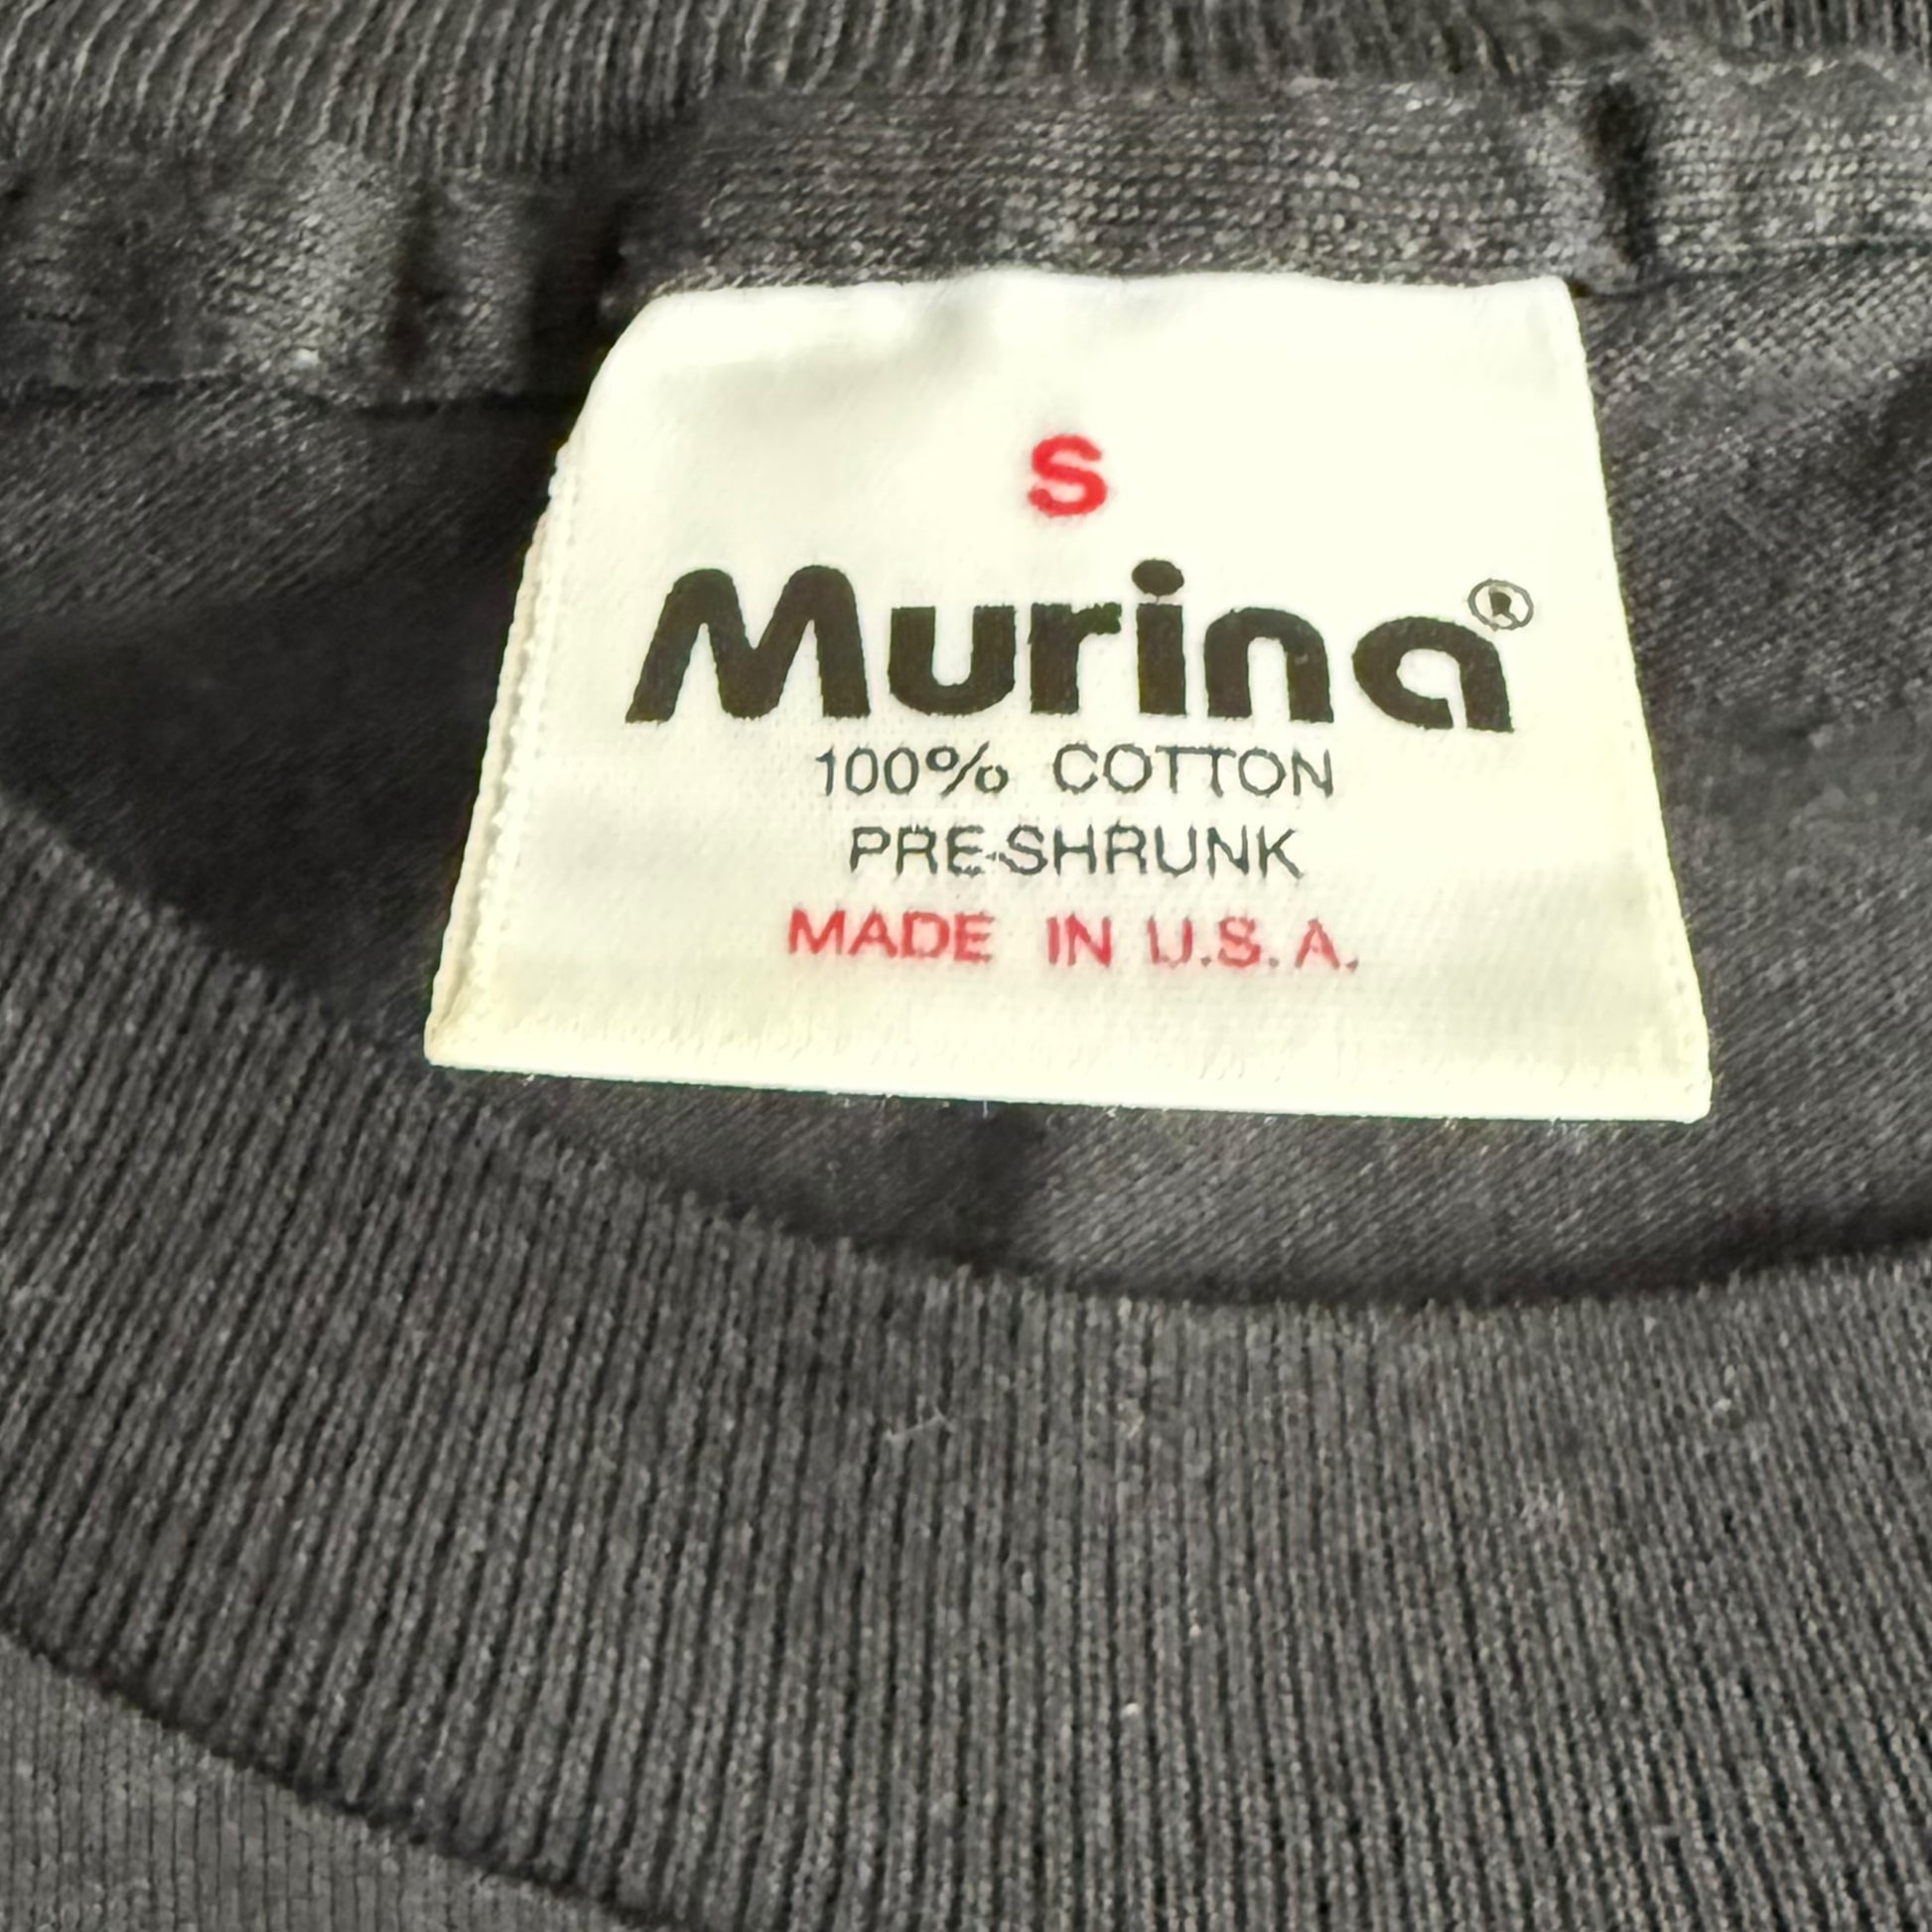 S
Murina®
100% COTTON
PRE-SHRUNK
MADE IN U.S.A.